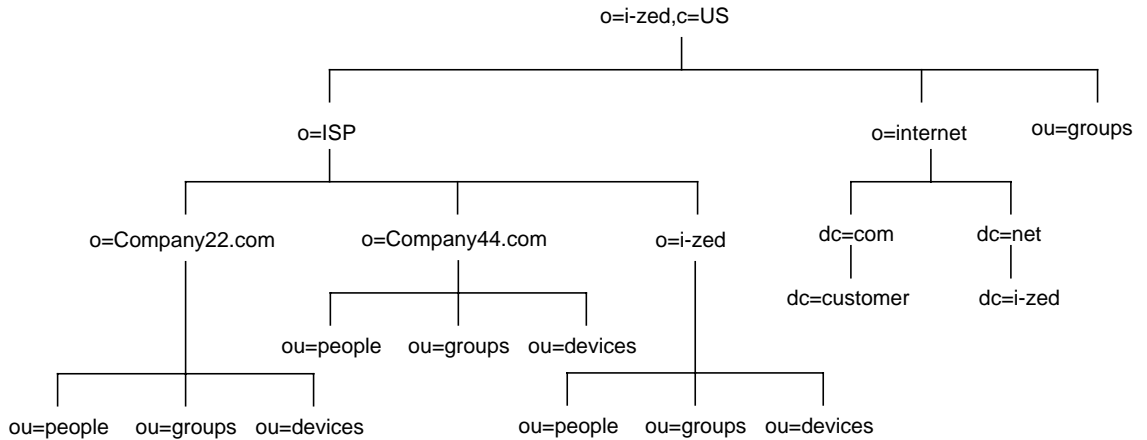 o=i-zed,c=US
o=ISP
o=internet
ou=groups
o=Company22.com
o=Company44.com
o=i-zed
dc=com
dc=net
dc=customer
dc=i-zed
ou=people
ou=groups
ou=devices
ou=people
ou=groups
ou=devices
ou=people
ou=groups
ou=devices